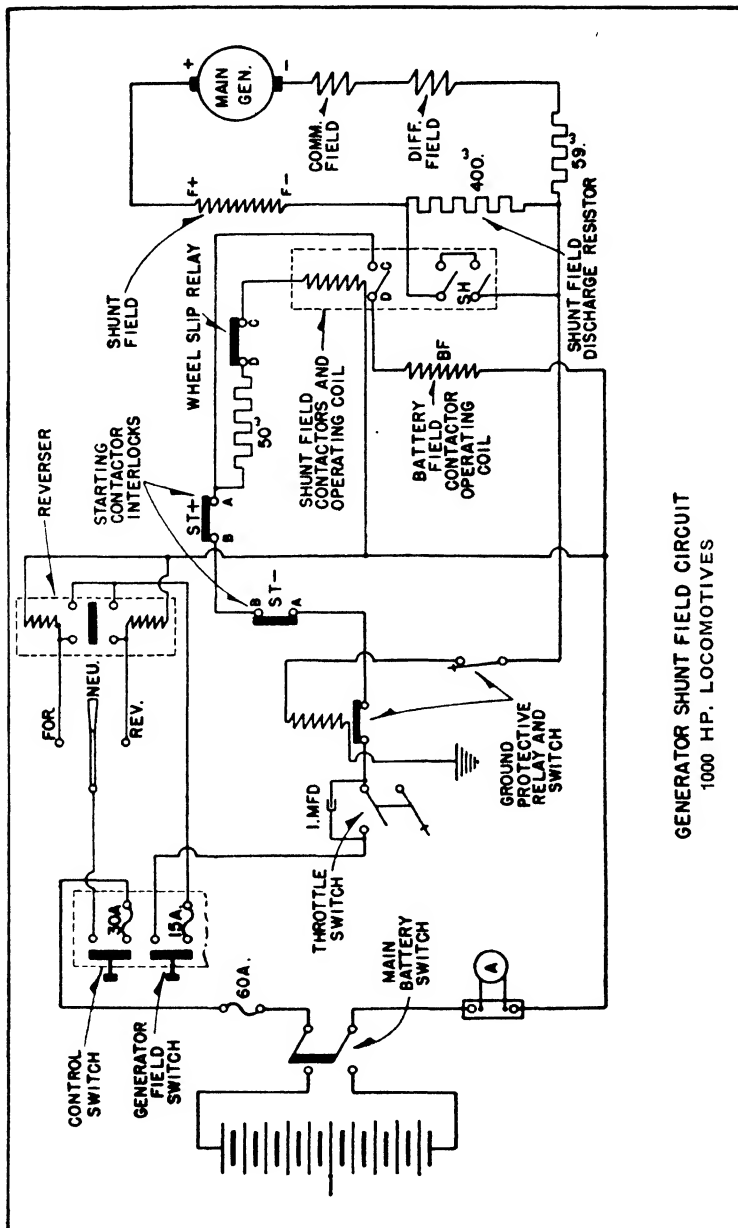 +
MAIN
GEN.
-
COMM.
FIELD
DIFF.
FIELD
59.ω
F+
F-
400.ω
SHUNT
FIELD
WHEEL SLIP RELAY
C
D
C
D
SH
SHUNT FIELD
DISCHARGE RESISTOR
50ω
SHUNT FIELD
CONTACTORS AND
OPERATING COIL
BF
BATTERY
FIELD
CONTACTOR
OPERATING
COIL
STARTING
CONTACTOR
INTERLOCKS
ST+
A
B
ST-
B
A
REVERSER
FOR.
NEU.
REV.
1.MFD
THROTTLE
SWITCH
GROUND
PROTECTIVE
RELAY AND
SWITCH
30A
15A.
CONTROL
SWITCH
GENERATOR
FIELD
SWITCH
60A.
MAIN
BATTERY
SWITCH
A
GENERATOR SHUNT FIELD CIRCUIT
1000 HP. LOCOMOTIVES